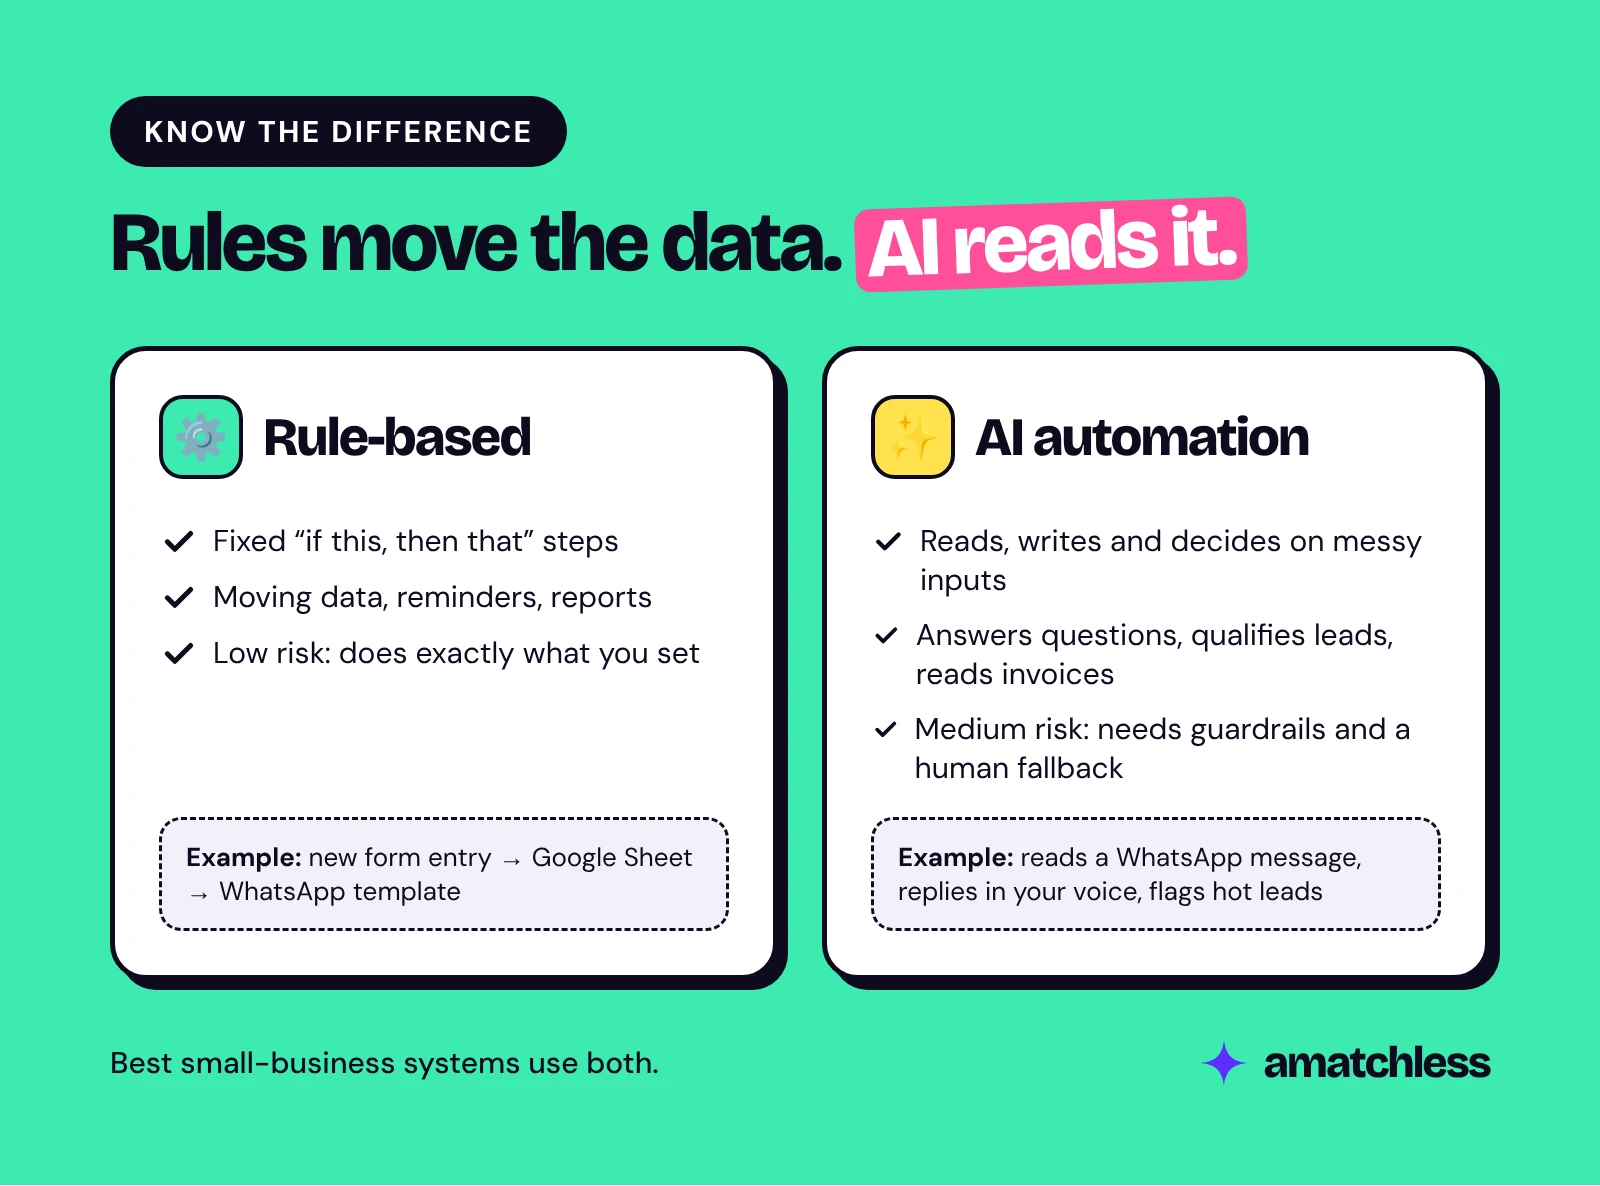 KNOW THE DIFFERENCE
Rules move the data. AI reads it.
Rule-based
Fixed “if this, then that” steps
Moving data, reminders, reports
Low risk: does exactly what you set
Example: new form entry → Google Sheet
→ WhatsApp template
AI automation
Reads, writes and decides on messy
inputs
Answers questions, qualifies leads,
reads invoices
Medium risk: needs guardrails and a
human fallback
Example: reads a WhatsApp message,
replies in your voice, flags hot leads
Best small-business systems use both.
amatchless